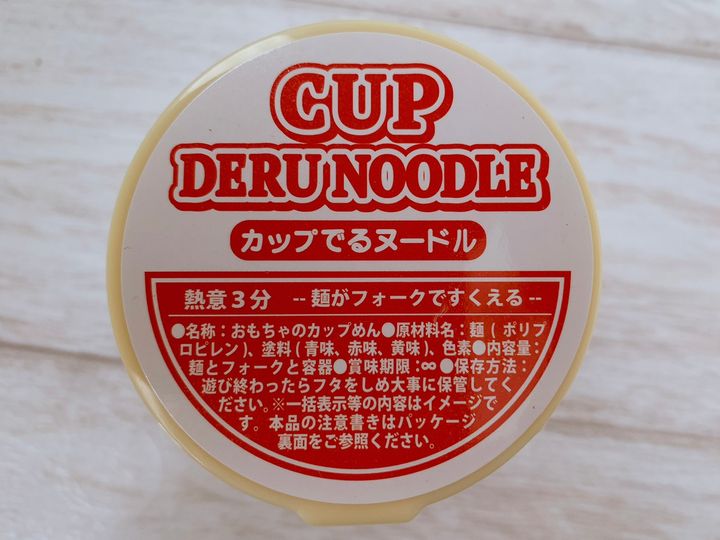 CUP
DERU NOODLE
カップでるヌードル
熱意3分 --麺がフォークですくえる--
●名称：おもちゃのカップめん●原材料名：麺（ポリプ
ロピレン）、塗料（青味、赤味、黄味）、色素●内容量：
麺とフォークと容器●賞味期限：∞●保存方法：
遊び終わったらフタをしめ大事に保管してく
ださい。※一括表示等の内容はイメージで
す。本品の注意書きはパッケージ
裏面をご参照ください。